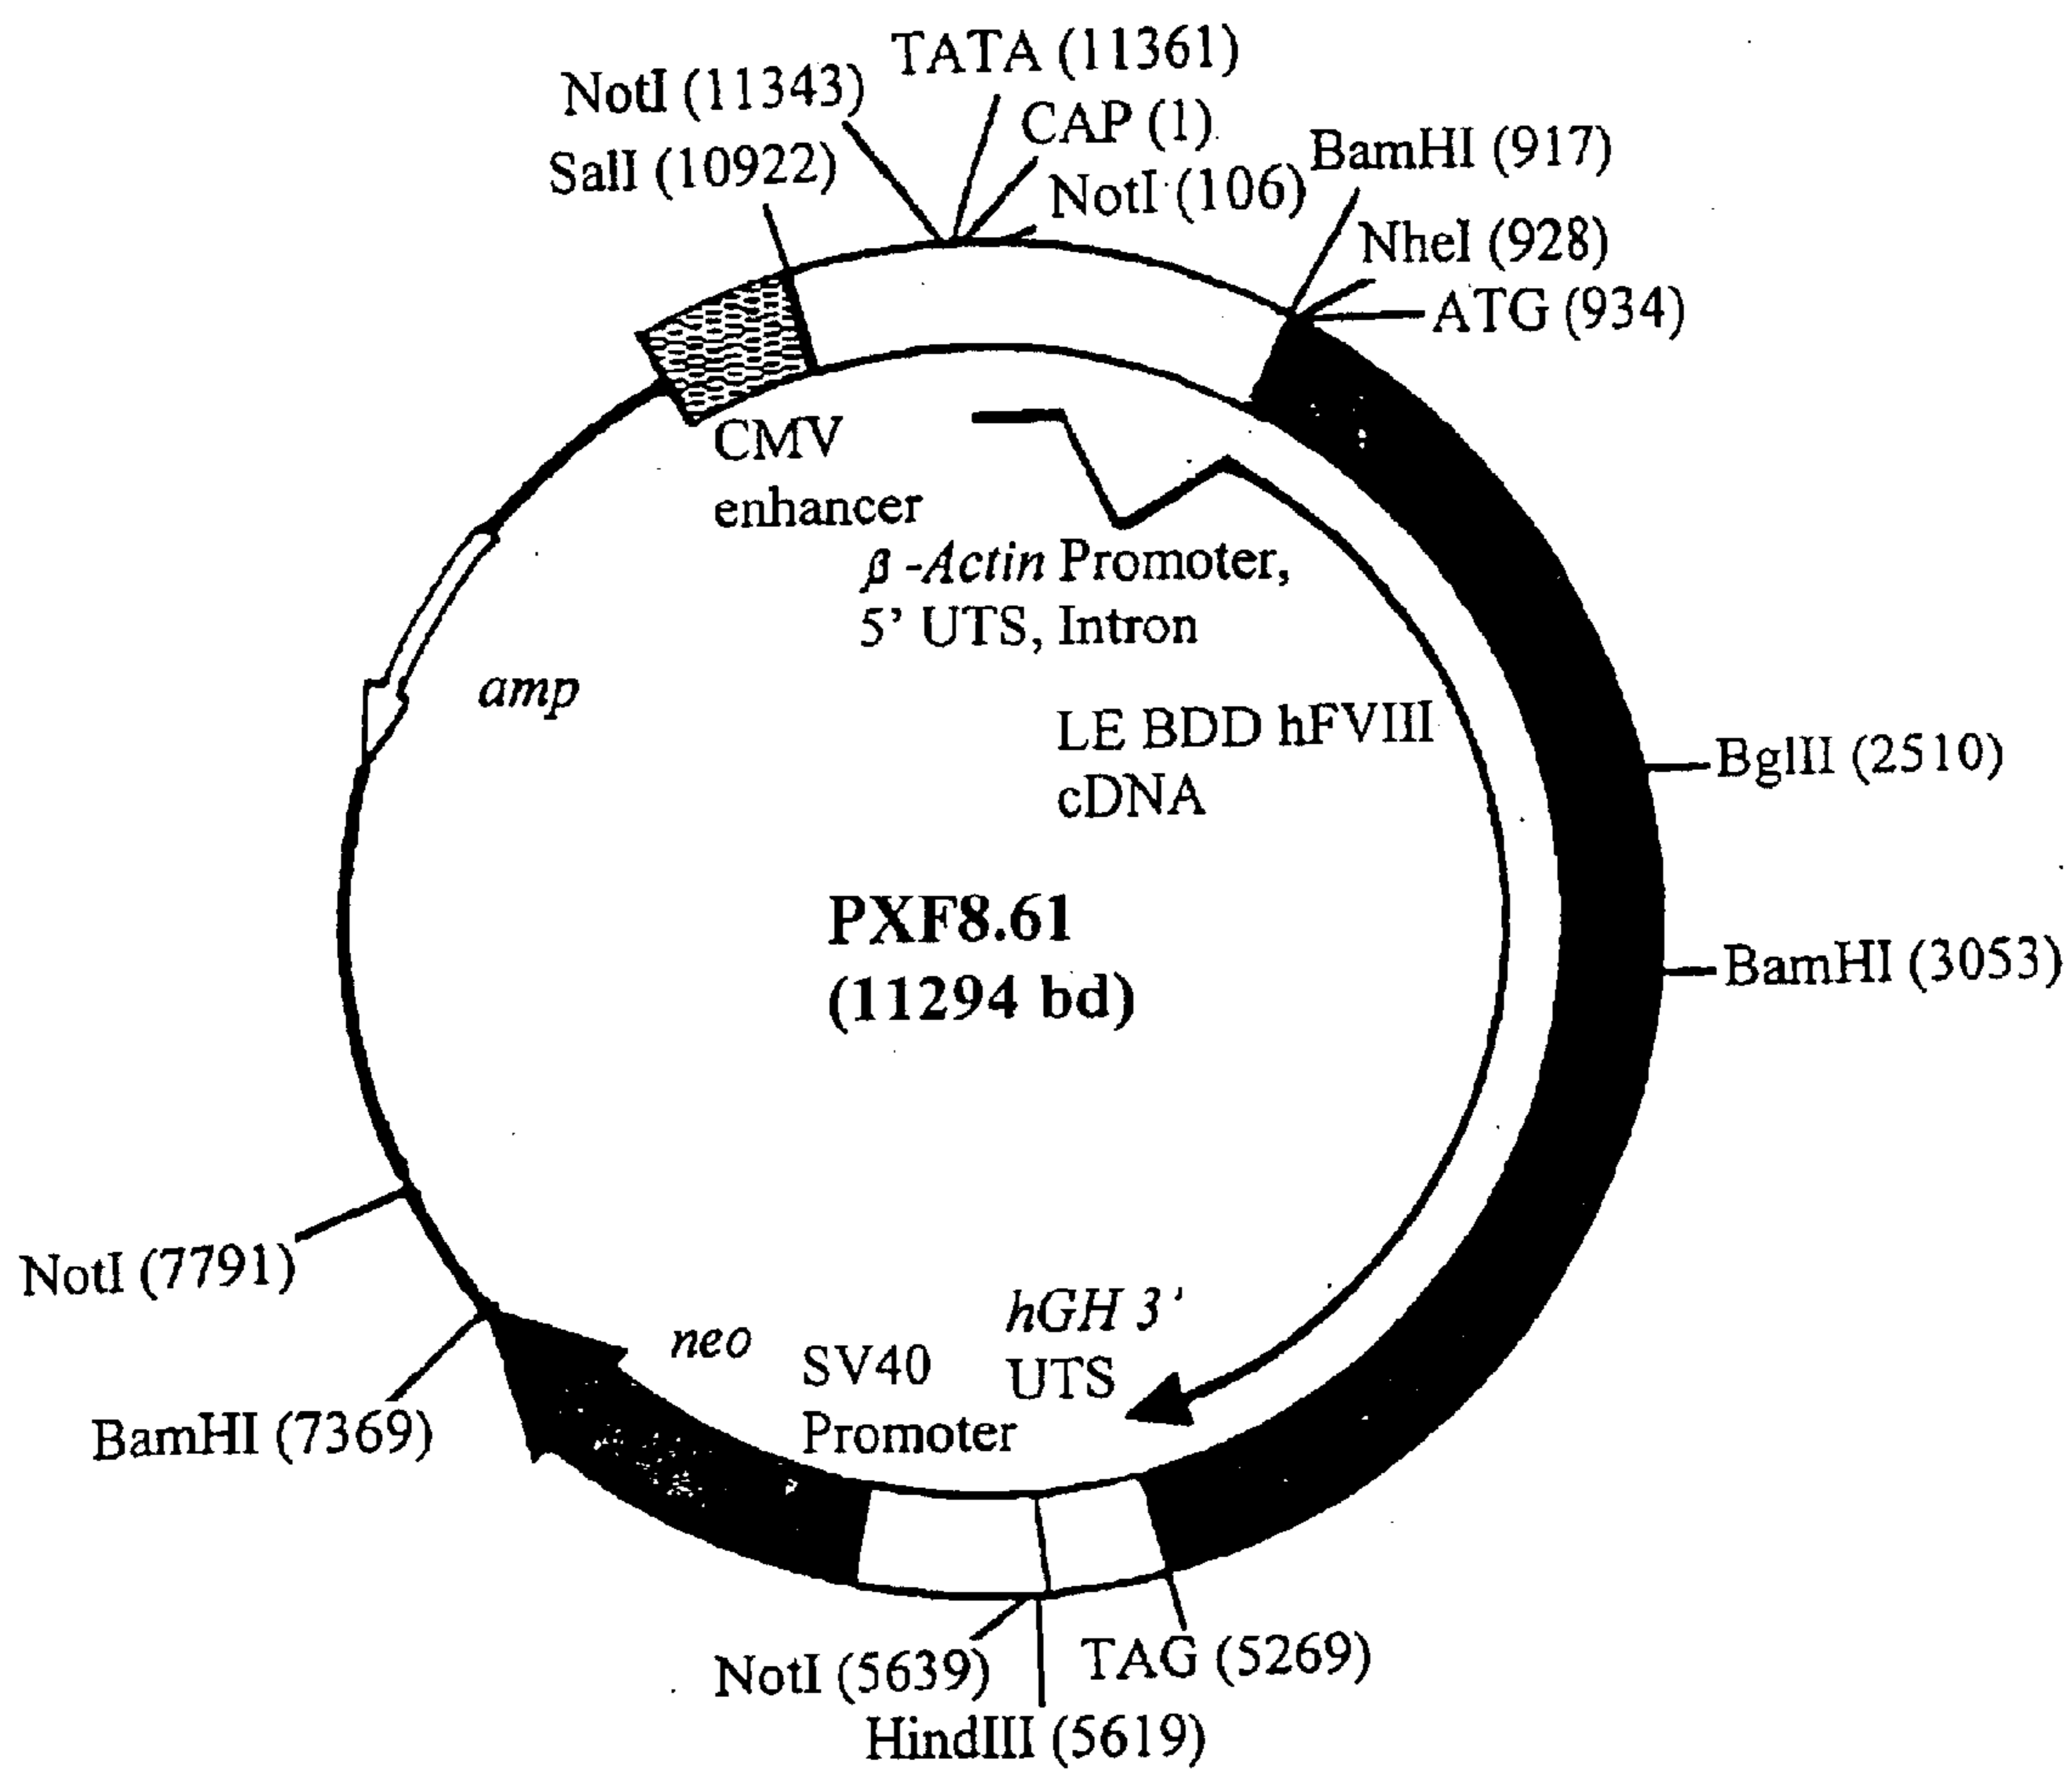 TATA (11361)
NotI (11343)
CAP (1)
BamHI (917)
SalI (10922)
NotI (106)
NheI (928)
ATG (934)
CMV
enhancer
β-Actin Promoter,
5' UTS, Intron
amp
LE BDD hFVIII
cDNA
BglII (2510)
PXF8.61
(11294 bd)
BamHI (3053)
NotI (7791)
hGH 3'
UTS
neo
SV40
Promoter
BamHI (7369)
NotI (5639)
TAG (5269)
HindIII (5619)